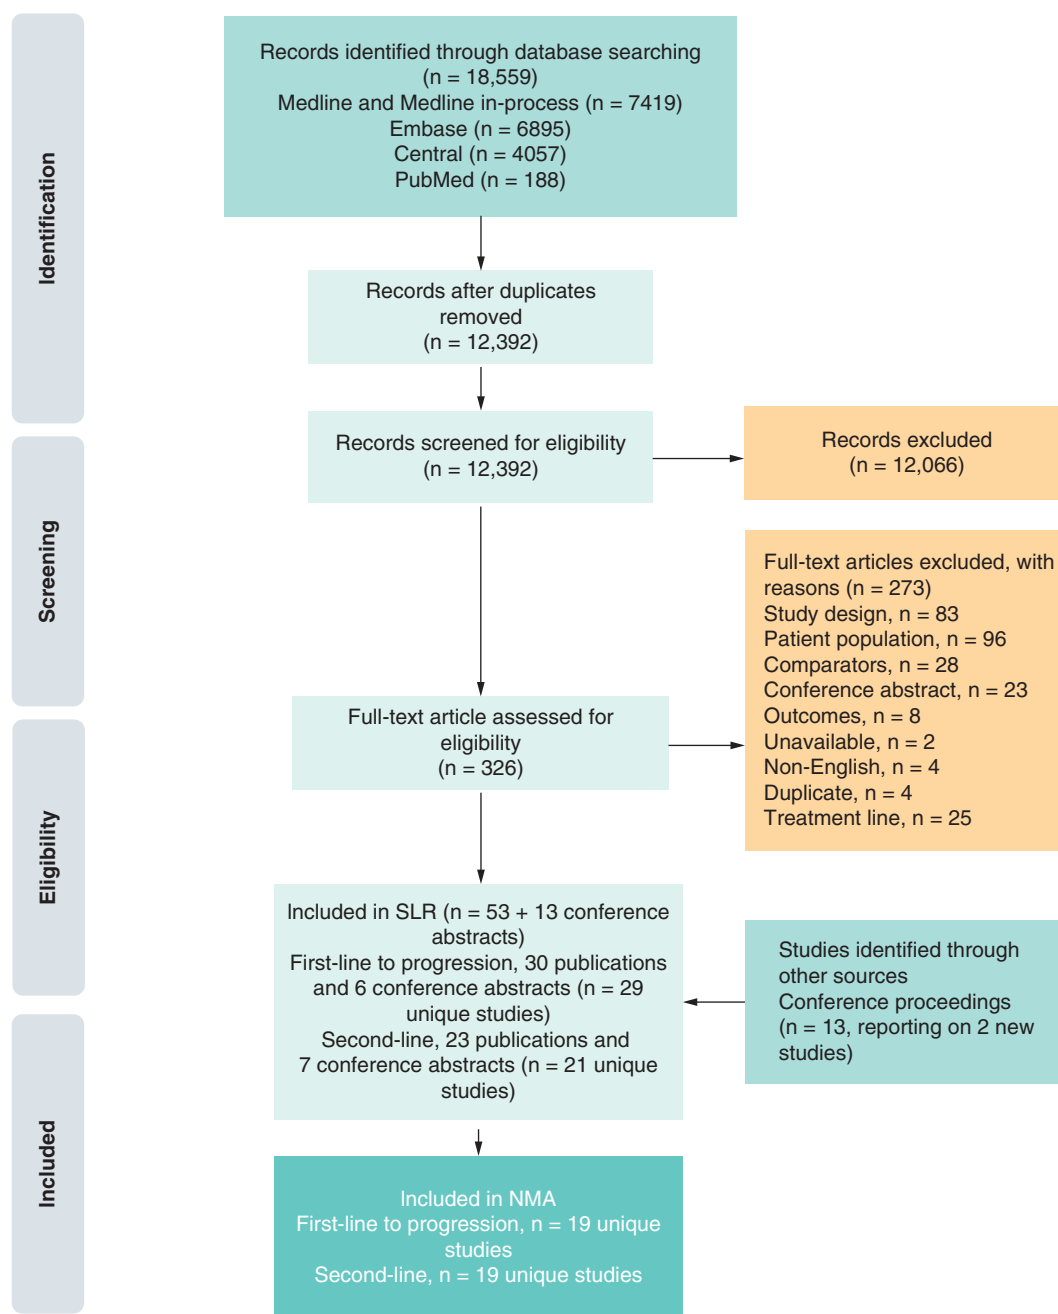 Identification
Records identified through database searching
(n = 18,559)
Medline and Medline in-process (n = 7419)
Embase (n = 6895)
Central (n = 4057)
PubMed (n = 188)
Records after duplicates
removed
(n = 12,392)
Screening
Records screened for eligibility
(n = 12,392)
Records excluded
(n = 12,066)
Full-text articles excluded, with
reasons (n = 273)
Study design, n = 83
Patient population, n = 96
Comparators, n = 28
Conference abstract, n = 23
Outcomes, n = 8
Unavailable, n = 2
Non-English, n = 4
Duplicate, n = 4
Treatment line, n = 25
Eligibility
Full-text article assessed for
eligibility
(n = 326)
Included in SLR (n = 53 + 13 conference
abstracts)
First-line to progression, 30 publications
and 6 conference abstracts (n = 29
unique studies)
Second-line, 23 publications and
7 conference abstracts (n = 21 unique
studies)
Studies identified through
other sources
Conference proceedings
(n = 13, reporting on 2 new
studies)
Included
Included in NMA
First-line to progression, n = 19 unique
studies
Second-line, n = 19 unique studies